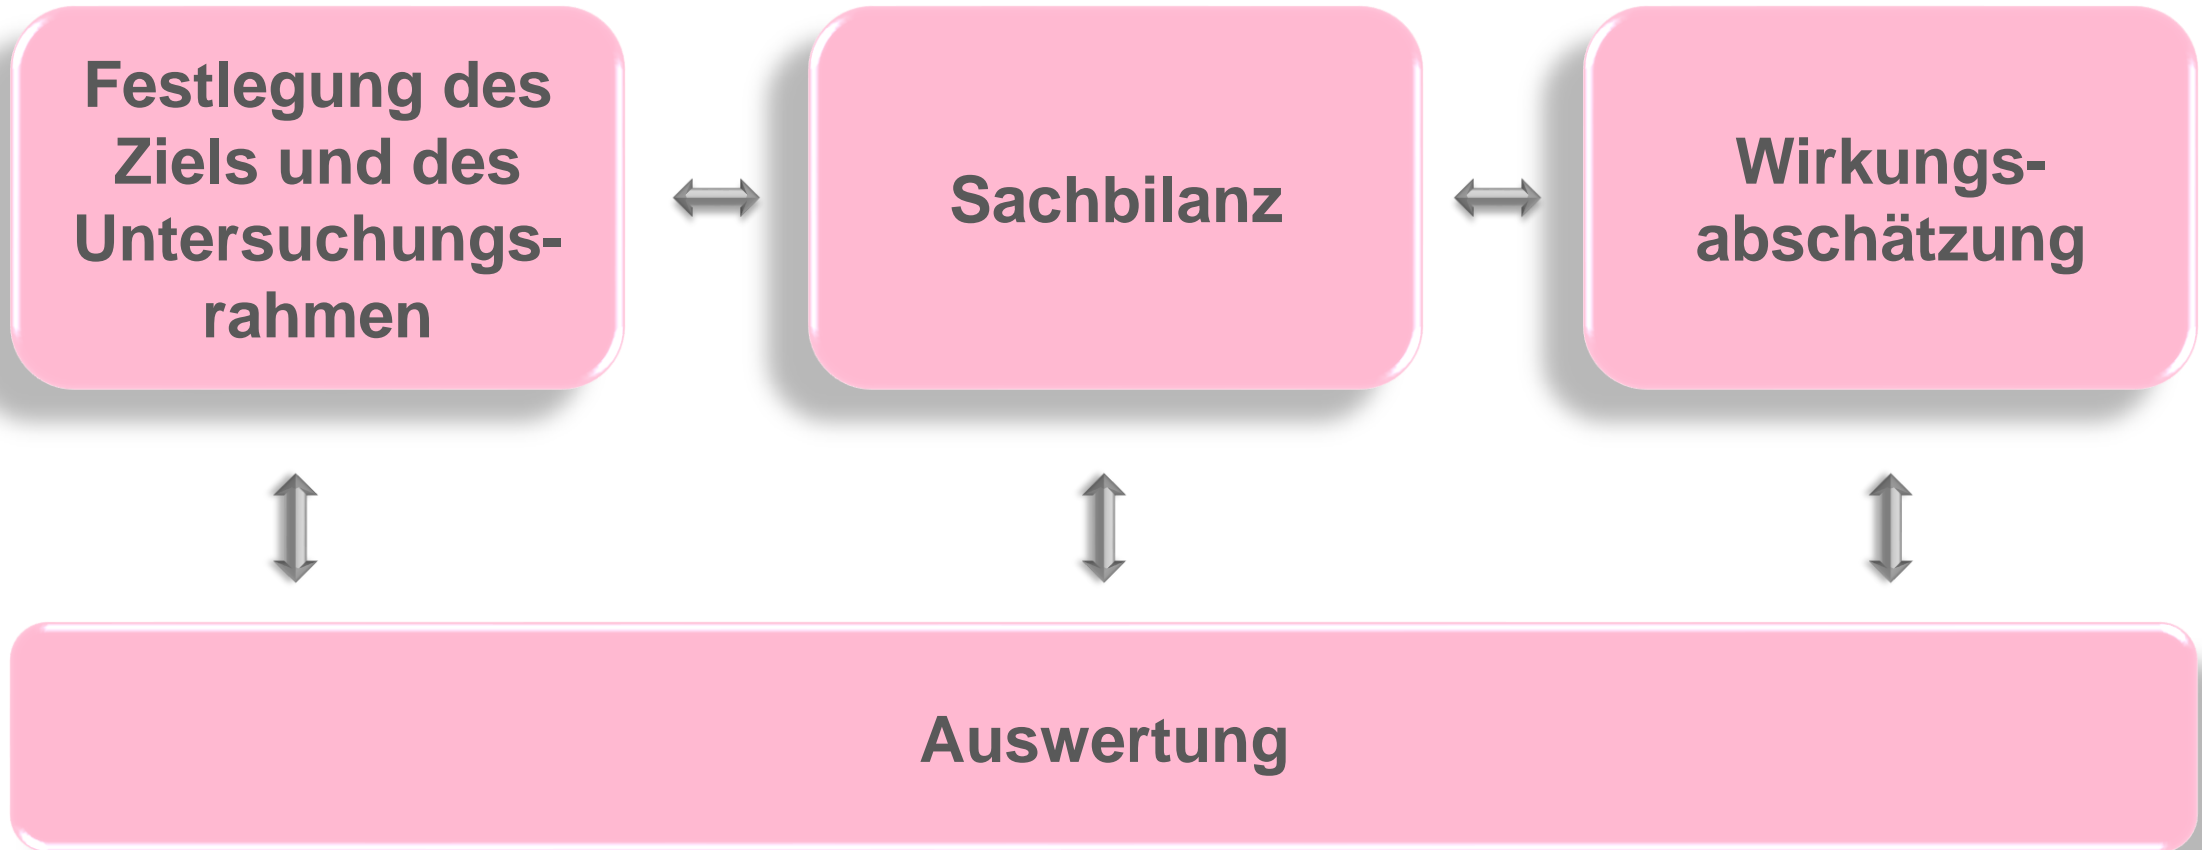 Festlegung des
Ziels und des
Untersuchungs-
rahmen
Sachbilanz
Wirkungs-
abschätzung
Auswertung